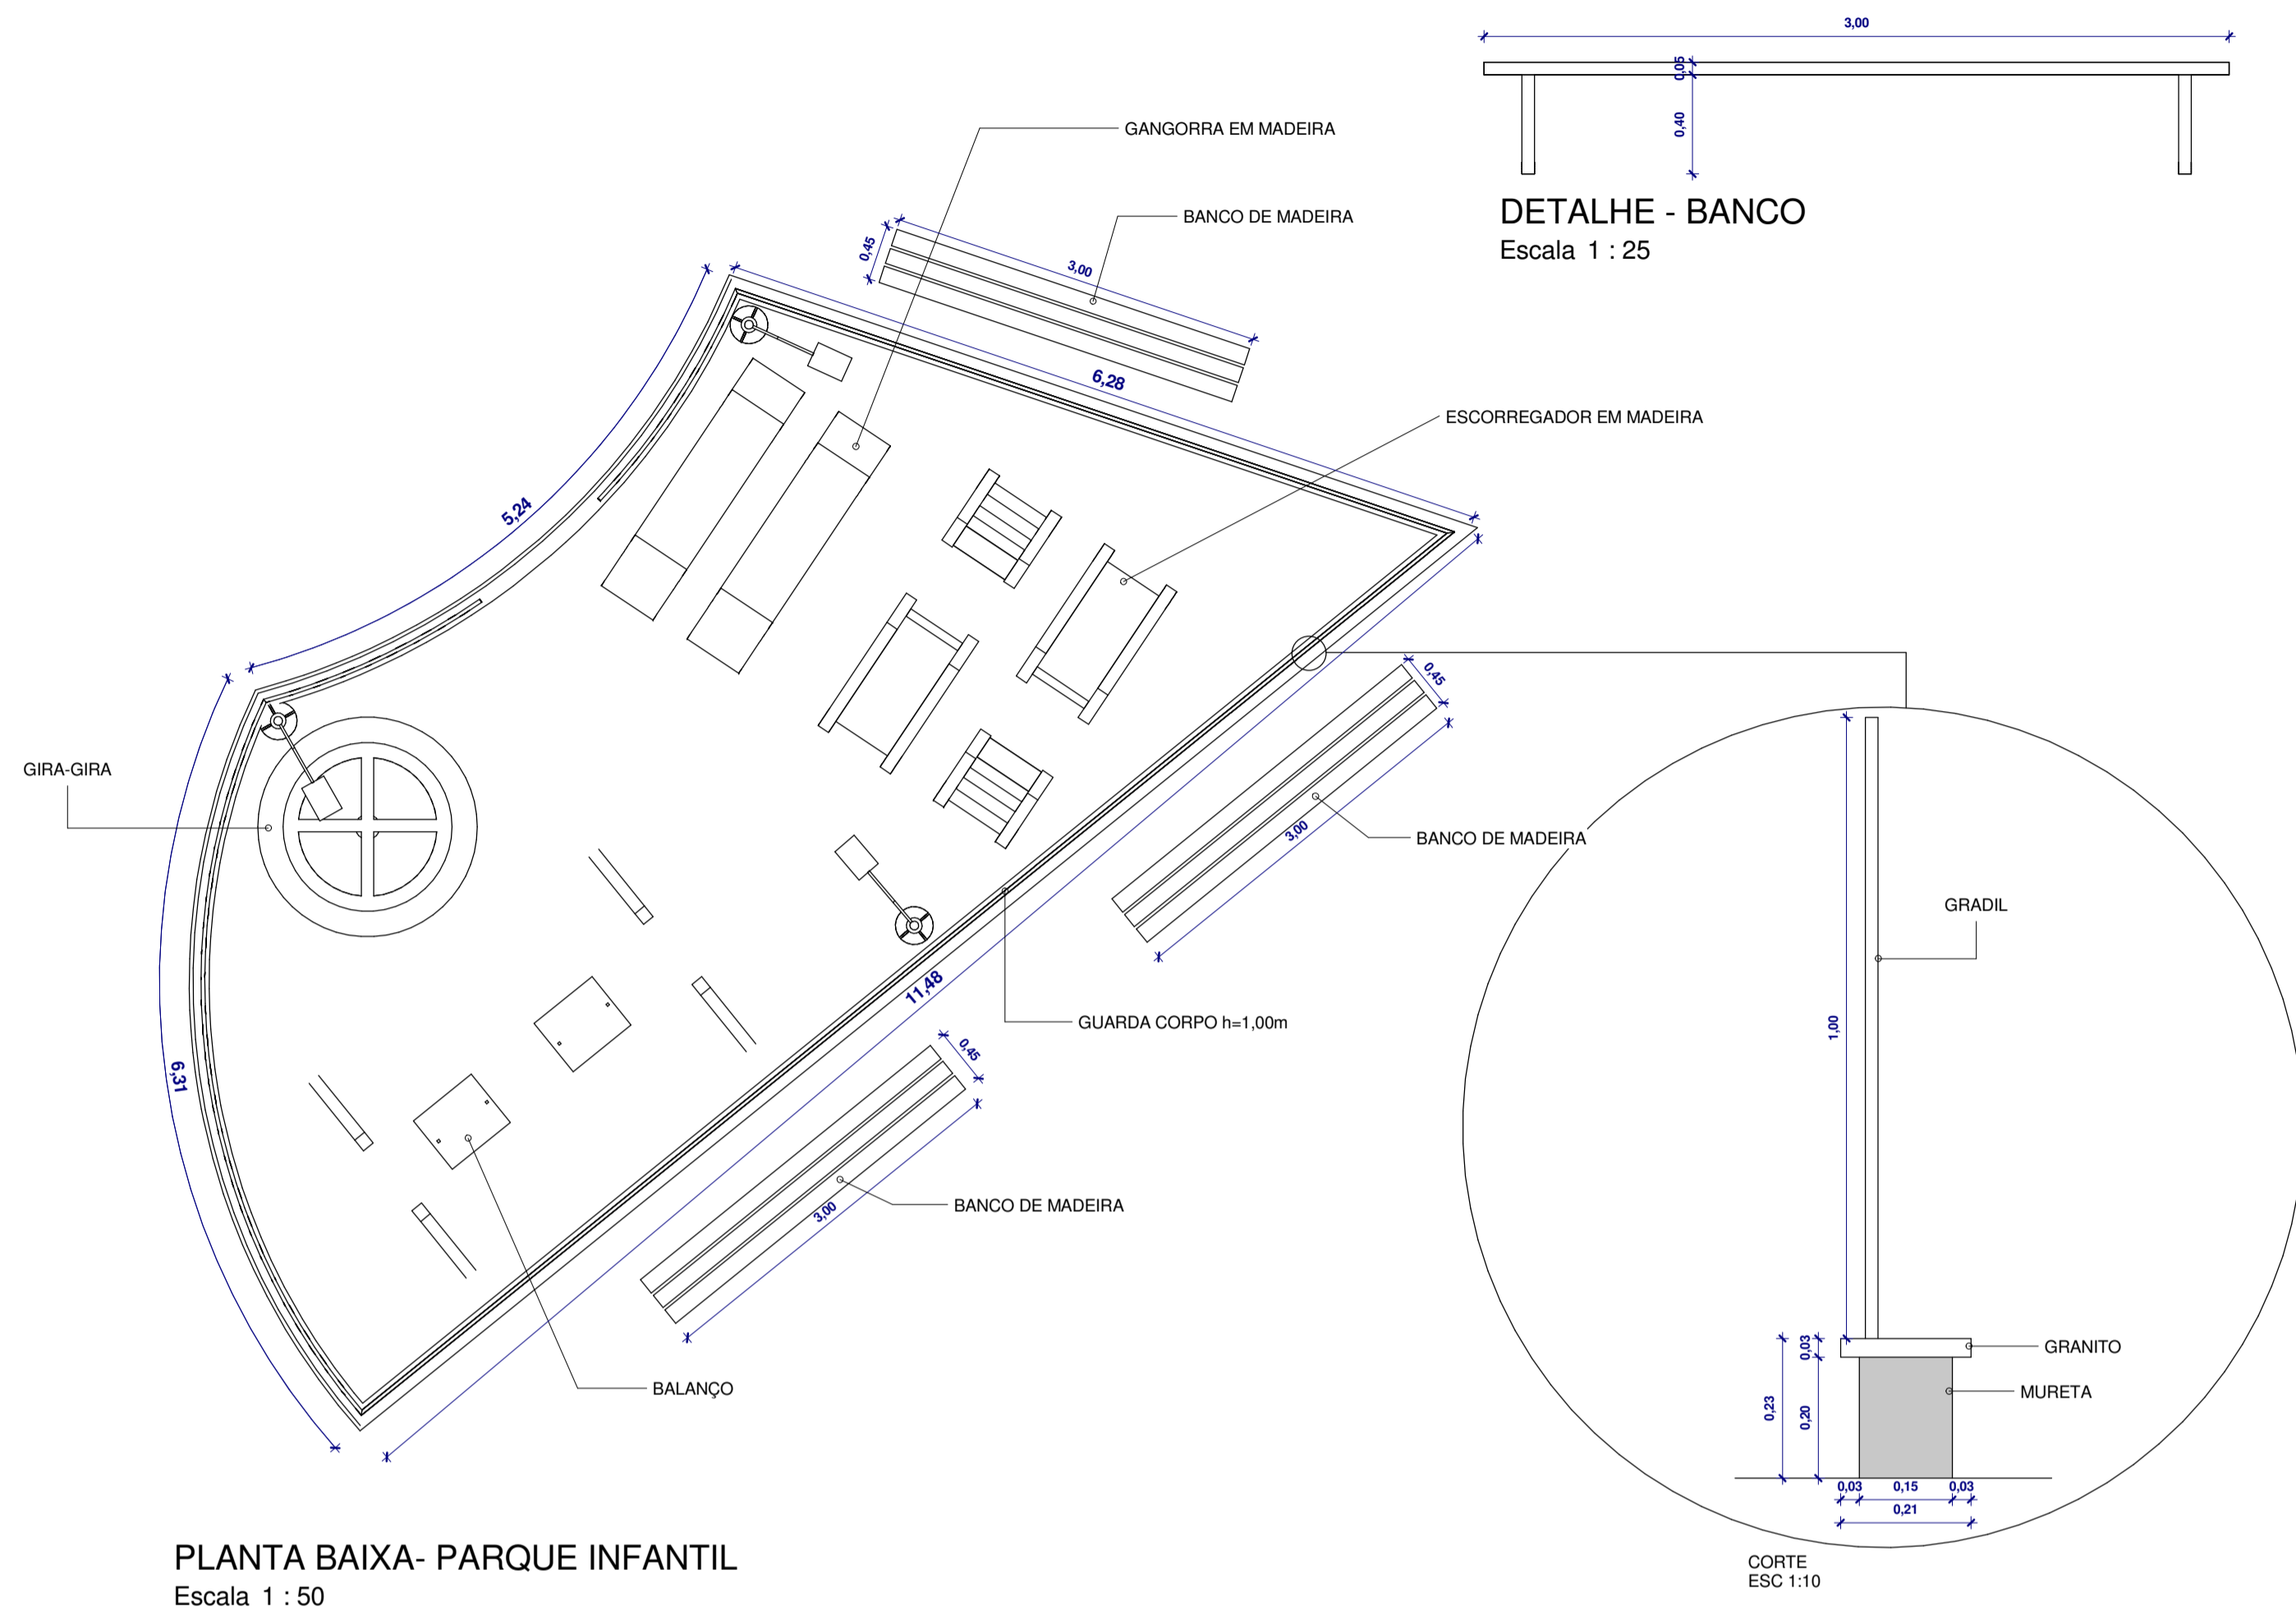 3,00
0,05
0,40
DETALHE - BANCO
Escala 1 : 25
GANGORRA EM MADEIRA
BANCO DE MADEIRA
0,45
3,00
6,28
ESCORREGADOR EM MADEIRA
5,24
GIRA-GIRA
0,45
3,00
BANCO DE MADEIRA
11,48
GUARDA CORPO h=1,00m
6,31
0,45
3,00
BANCO DE MADEIRA
BALANÇO
GRADIL
1,00
0,03
GRANITO
MURETA
0,23
0,20
0,03
0,15
0,03
0,21
CORTE
ESC 1:10
PLANTA BAIXA- PARQUE INFANTIL
Escala 1 : 50